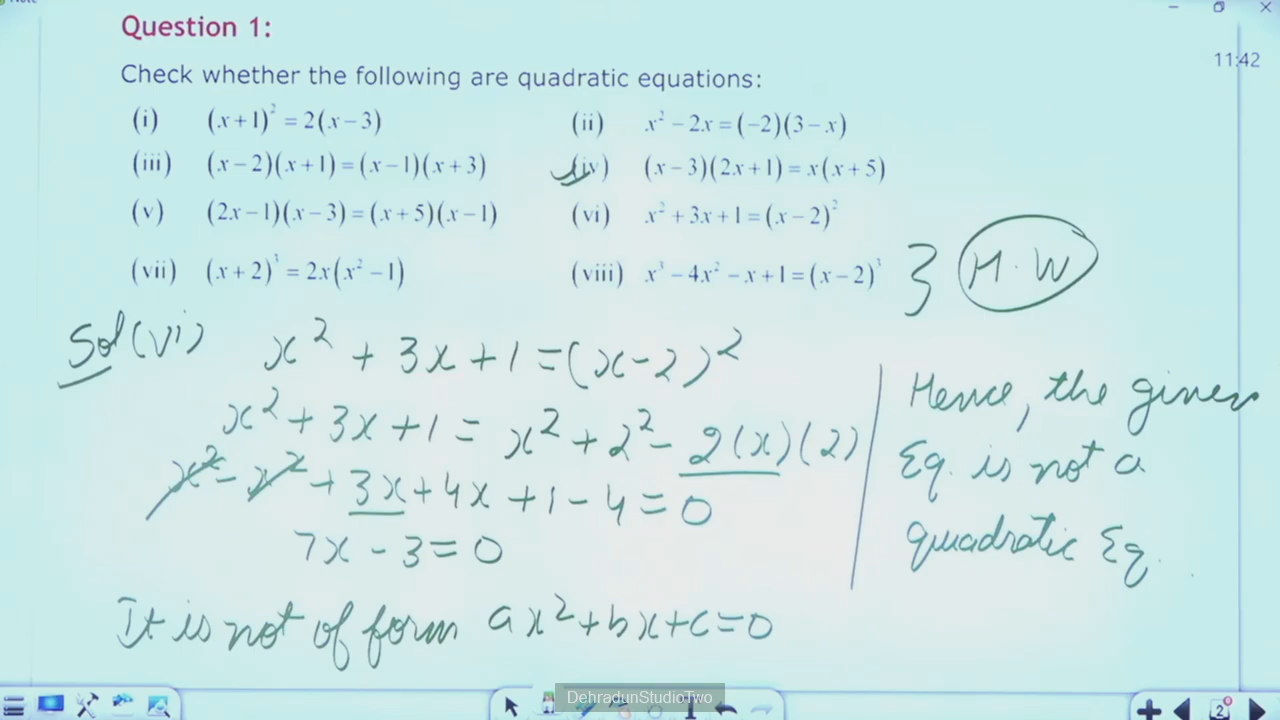 Question 1:
11:42
Check whether the following are quadratic equations:
(i) (x+1)² = 2(x−3) (ii) x² − 2x = (−2)(3−x)
(iii) (x−2)(x+1) = (x−1)(x+3) (iv) (x−3)(2x+1) = x(x+5)
(v) (2x−1)(x−3) = (x+5)(x−1) (vi) x² + 3x + 1 = (x−2)²
(vii) (x+2)³ = 2x(x²−1) (viii) x³ − 4x² − x + 1 = (x−2)³ } H.W
Sol (vi) x² + 3x + 1 = (x−2)²
x² + 3x + 1 = x² + 2² − 2(x)(2)
x² − x² + 3x + 4x + 1 − 4 = 0
7x − 3 = 0
It is not of form ax² + bx + c = 0
Hence, the given
Eq. is not a
quadratic Eq.
DehradunStudioTwo
2